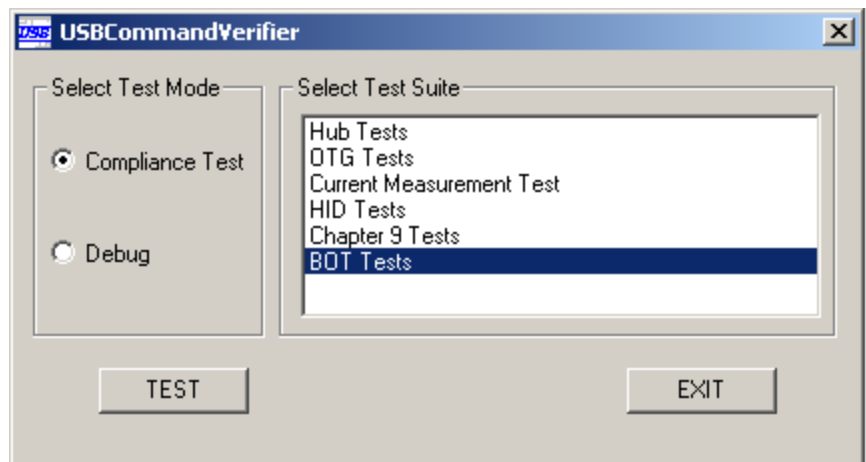 USB USBCommandVerifier
Select Test Mode
Compliance Test
Debug
Select Test Suite
Hub Tests
OTG Tests
Current Measurement Test
HID Tests
Chapter 9 Tests
BOT Tests
TEST
EXIT